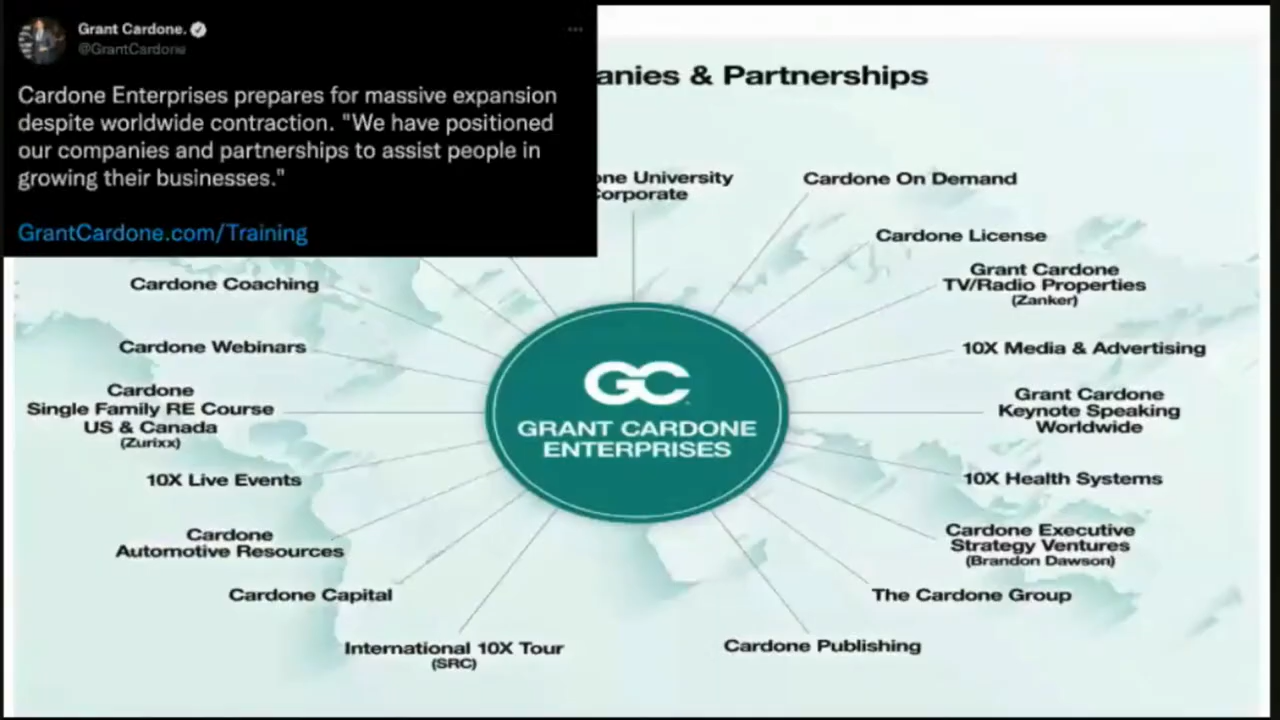 Grant Cardone.
@GrantCardone
Cardone Enterprises prepares for massive expansion
despite worldwide contraction. "We have positioned
our companies and partnerships to assist people in
growing their businesses."
GrantCardone.com/Training
anies & Partnerships
one University
Corporate
Cardone On Demand
Cardone License
Grant Cardone
TV/Radio Properties
(Zanker)
10X Media & Advertising
Grant Cardone
Keynote Speaking
Worldwide
10X Health Systems
Cardone Executive
Strategy Ventures
(Brandon Dawson)
The Cardone Group
Cardone Publishing
International 10X Tour
(SRC)
Cardone Capital
Cardone
Automotive Resources
10X Live Events
Cardone
Single Family RE Course
US & Canada
(Zurixx)
Cardone Webinars
Cardone Coaching
GC
GRANT CARDONE
ENTERPRISES